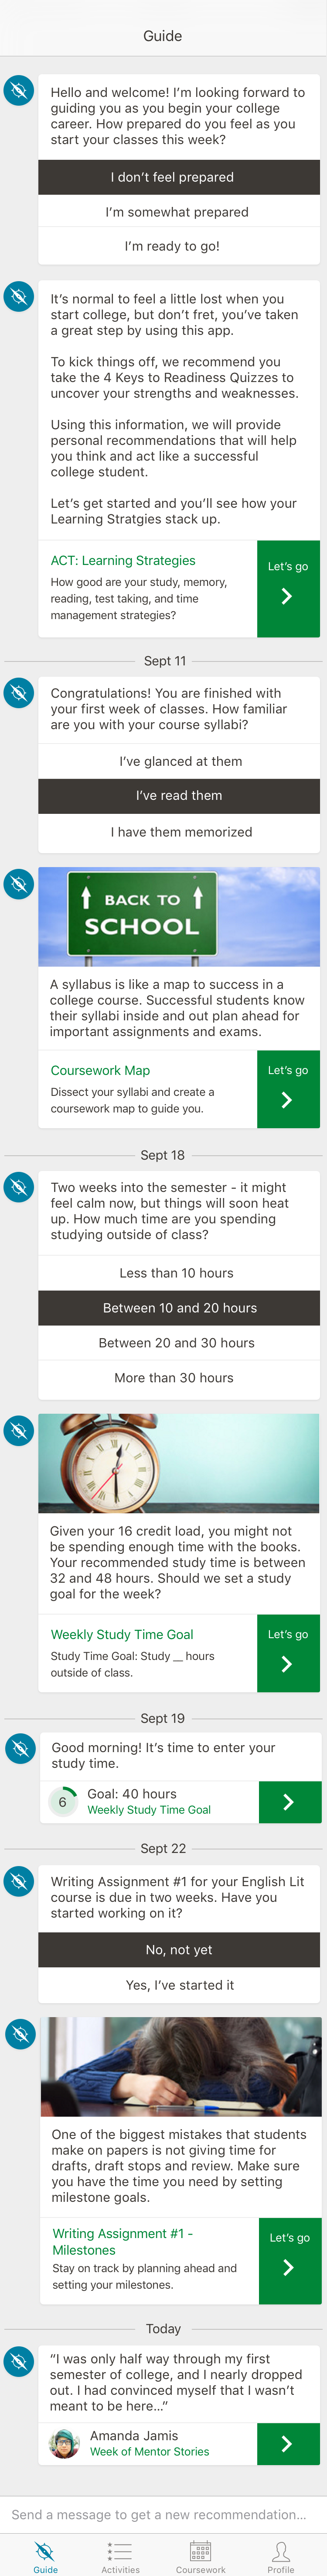 Guide
Hello and welcome! I'm looking forward to
guiding you as you begin your college
career. How prepared do you feel as you
start your classes this week?
I don't feel prepared
I'm somewhat prepared
I'm ready to go!
It's normal to feel a little lost when you
start college, but don't fret, you've taken
a great step by using this app.
To kick things off, we recommend you
take the 4 Keys to Readiness Quizzes to
uncover your strengths and weaknesses.
Using this information, we will provide
personal recommendations that will help
you think and act like a successful
college student.
Let's get started and you'll see how your
Learning Stratgies stack up.
ACT: Learning Strategies
How good are your study, memory,
reading, test taking, and time
management strategies?
Let's go
Sept 11
Congratulations! You are finished with
your first week of classes. How familiar
are you with your course syllabi?
I've glanced at them
I've read them
I have them memorized
BACK TO
SCHOOL
A syllabus is like a map to success in a
college course. Successful students know
their syllabi inside and out plan ahead for
important assignments and exams.
Coursework Map
Dissect your syllabi and create a
coursework map to guide you.
Let's go
Sept 18
Two weeks into the semester - it might
feel calm now, but things will soon heat
up. How much time are you spending
studying outside of class?
Less than 10 hours
Between 10 and 20 hours
Between 20 and 30 hours
More than 30 hours
Given your 16 credit load, you might not
be spending enough time with the books.
Your recommended study time is between
32 and 48 hours. Should we set a study
goal for the week?
Weekly Study Time Goal
Study Time Goal: Study __ hours
outside of class.
Let's go
Sept 19
Good morning! It's time to enter your
study time.
6
Goal: 40 hours
Weekly Study Time Goal
Sept 22
Writing Assignment #1 for your English Lit
course is due in two weeks. Have you
started working on it?
No, not yet
Yes, I've started it
One of the biggest mistakes that students
make on papers is not giving time for
drafts, draft stops and review. Make sure
you have the time you need by setting
milestone goals.
Writing Assignment #1 -
Milestones
Stay on track by planning ahead and
setting your milestones.
Let's go
Today
"I was only half way through my first
semester of college, and I nearly dropped
out. I had convinced myself that I wasn't
meant to be here..."
Amanda Jamis
Week of Mentor Stories
Send a message to get a new recommendation...
Guide
Activities
Coursework
Profile